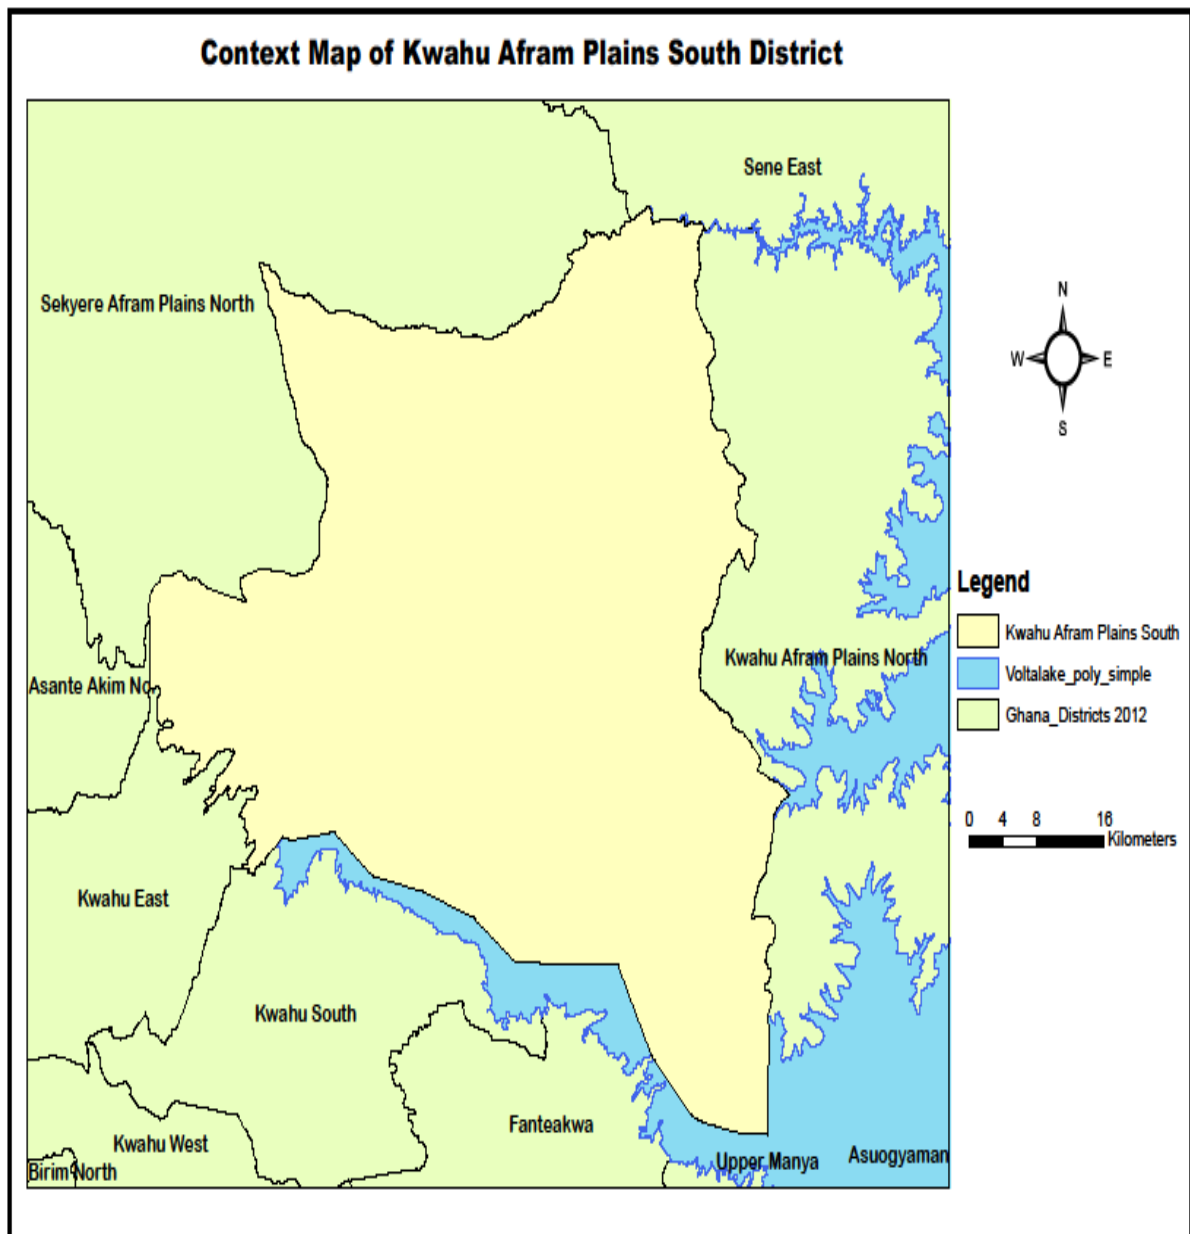 Context Map of Kwahu Afram Plains South District
Sene East
Sekyere Afram Plains North
N
W
E
S
Legend
Kwahu Afram Plains South
Voltalake_poly_simple
Ghana_Districts 2012
Kwahu Afram Plains North
Asante Akim No
0 4 8 16
Kilometers
Kwahu East
Kwahu South
Fanteakwa
Kwahu West
Birim North
Upper Manya
Asuogyaman